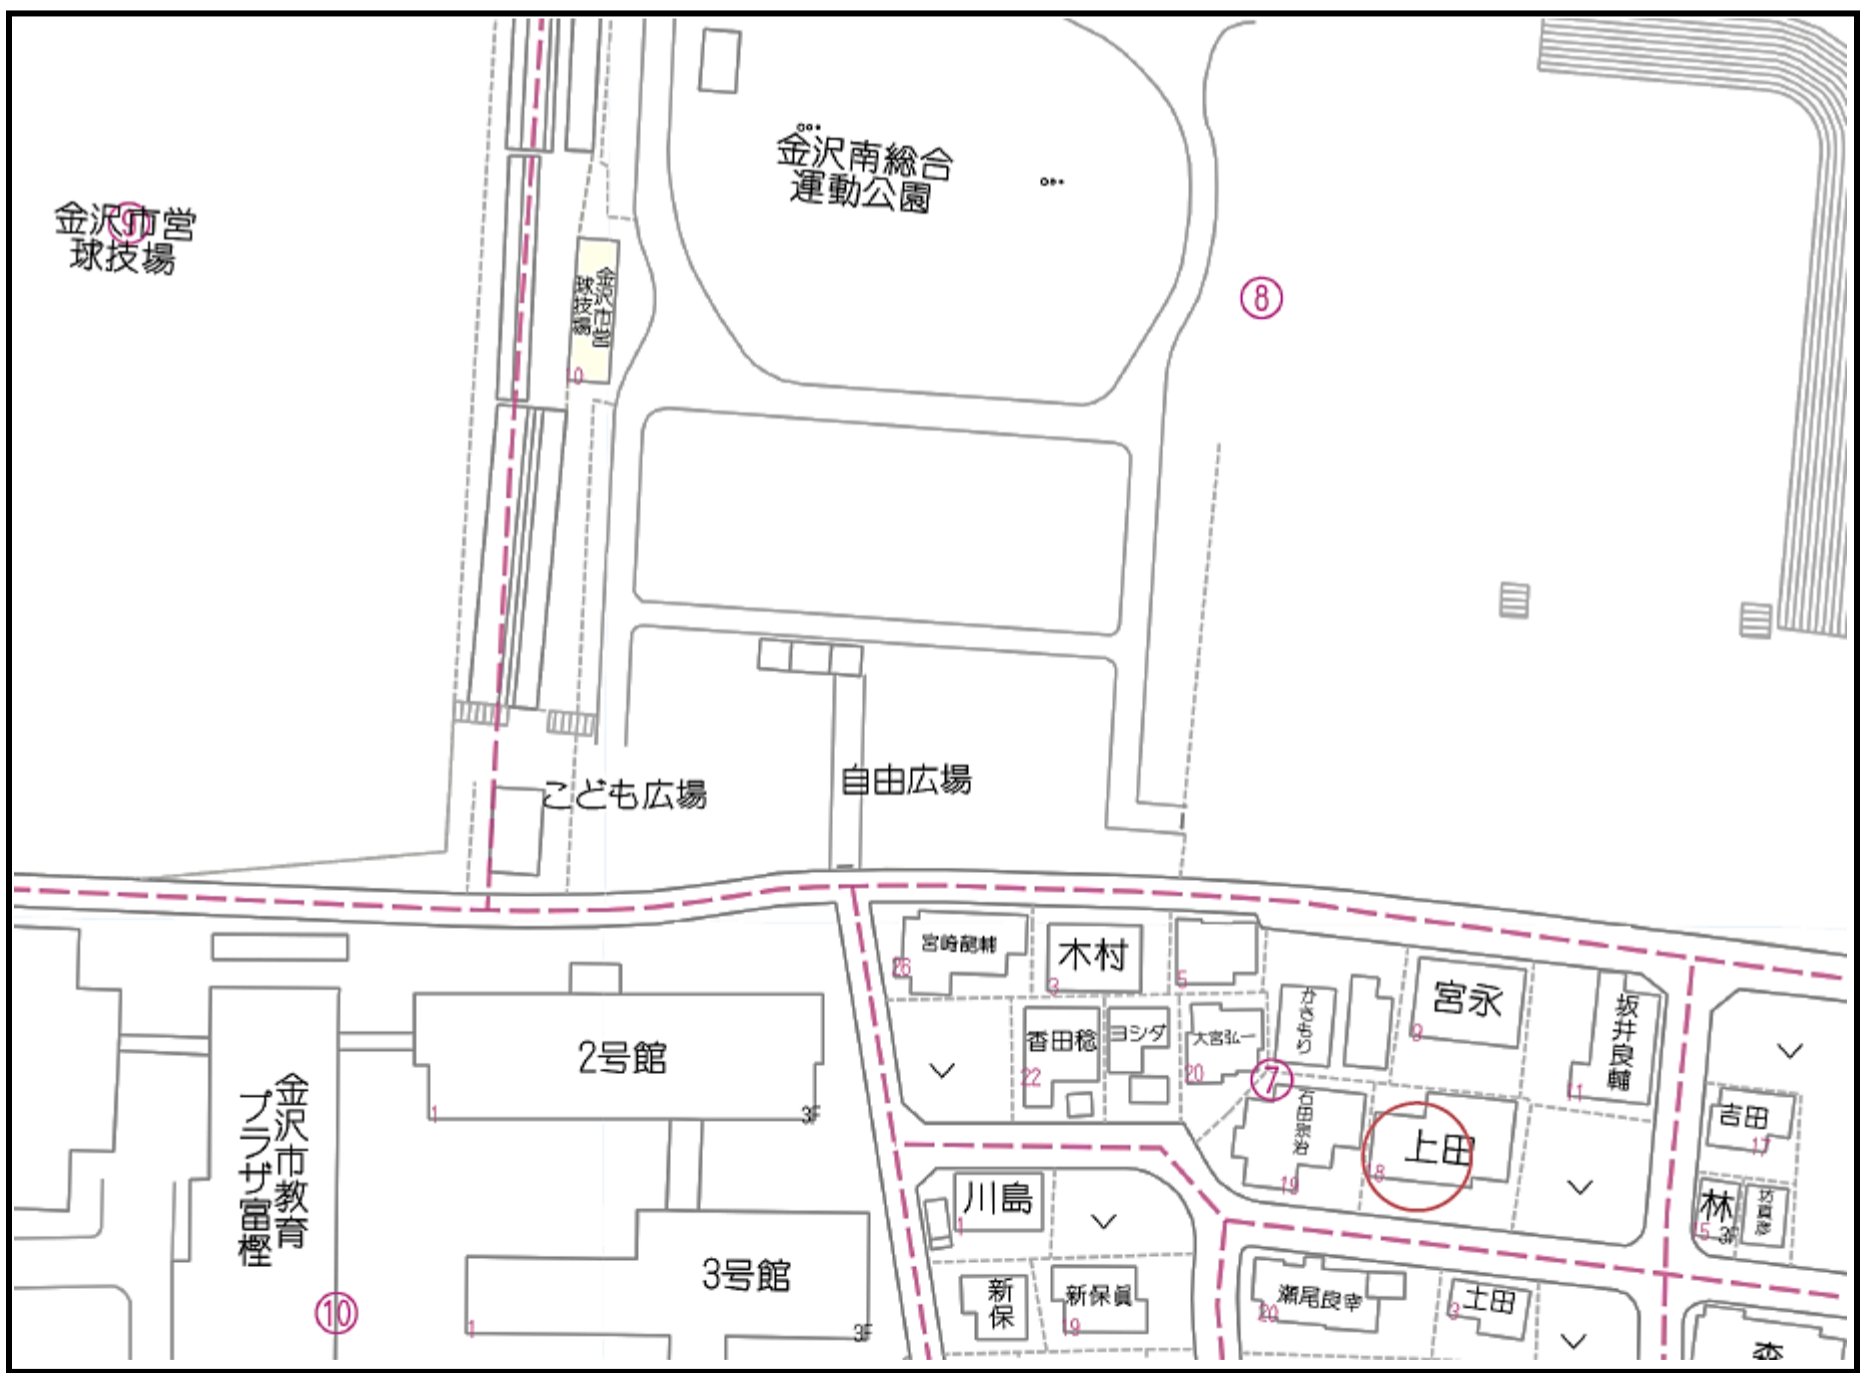 金沢南総合
運動公園
金沢市営
球技場
⑨
金沢市営
球技場
10
⑧
こども広場
自由広場
宮崎龍輔
26
木村
3
5
かきもり
宮永
9
坂井良輔
11
香田稔
22
ヨシダ
大宮弘一
20
⑦
石田宗治
19
上田
18
吉田
17
林
15
3F
2号館
1
3F
金沢市教育
プラザ富樫
3号館
1
3F
⑩
川島
1
新保
新保眞
19
瀬尾良幸
20
土田
3
森